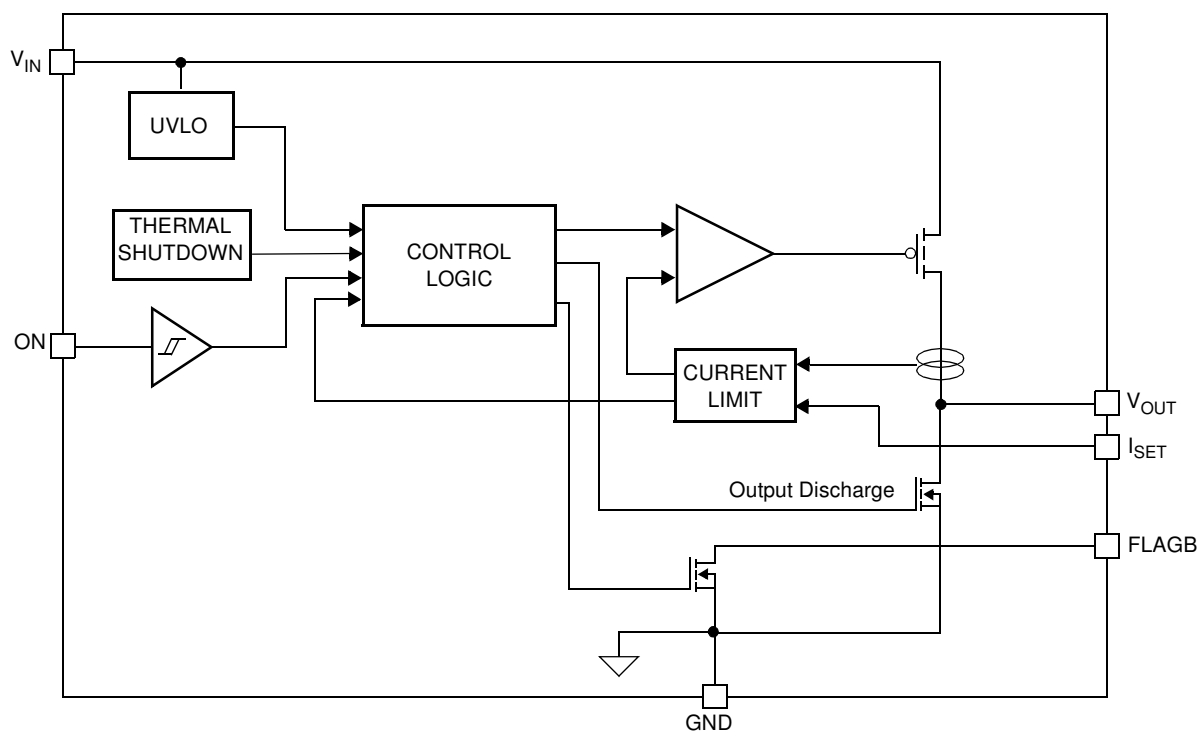 VIN
UVLO
THERMAL
SHUTDOWN
CONTROL
LOGIC
ON
CURRENT
LIMIT
VOUT
ISET
Output Discharge
FLAGB
GND